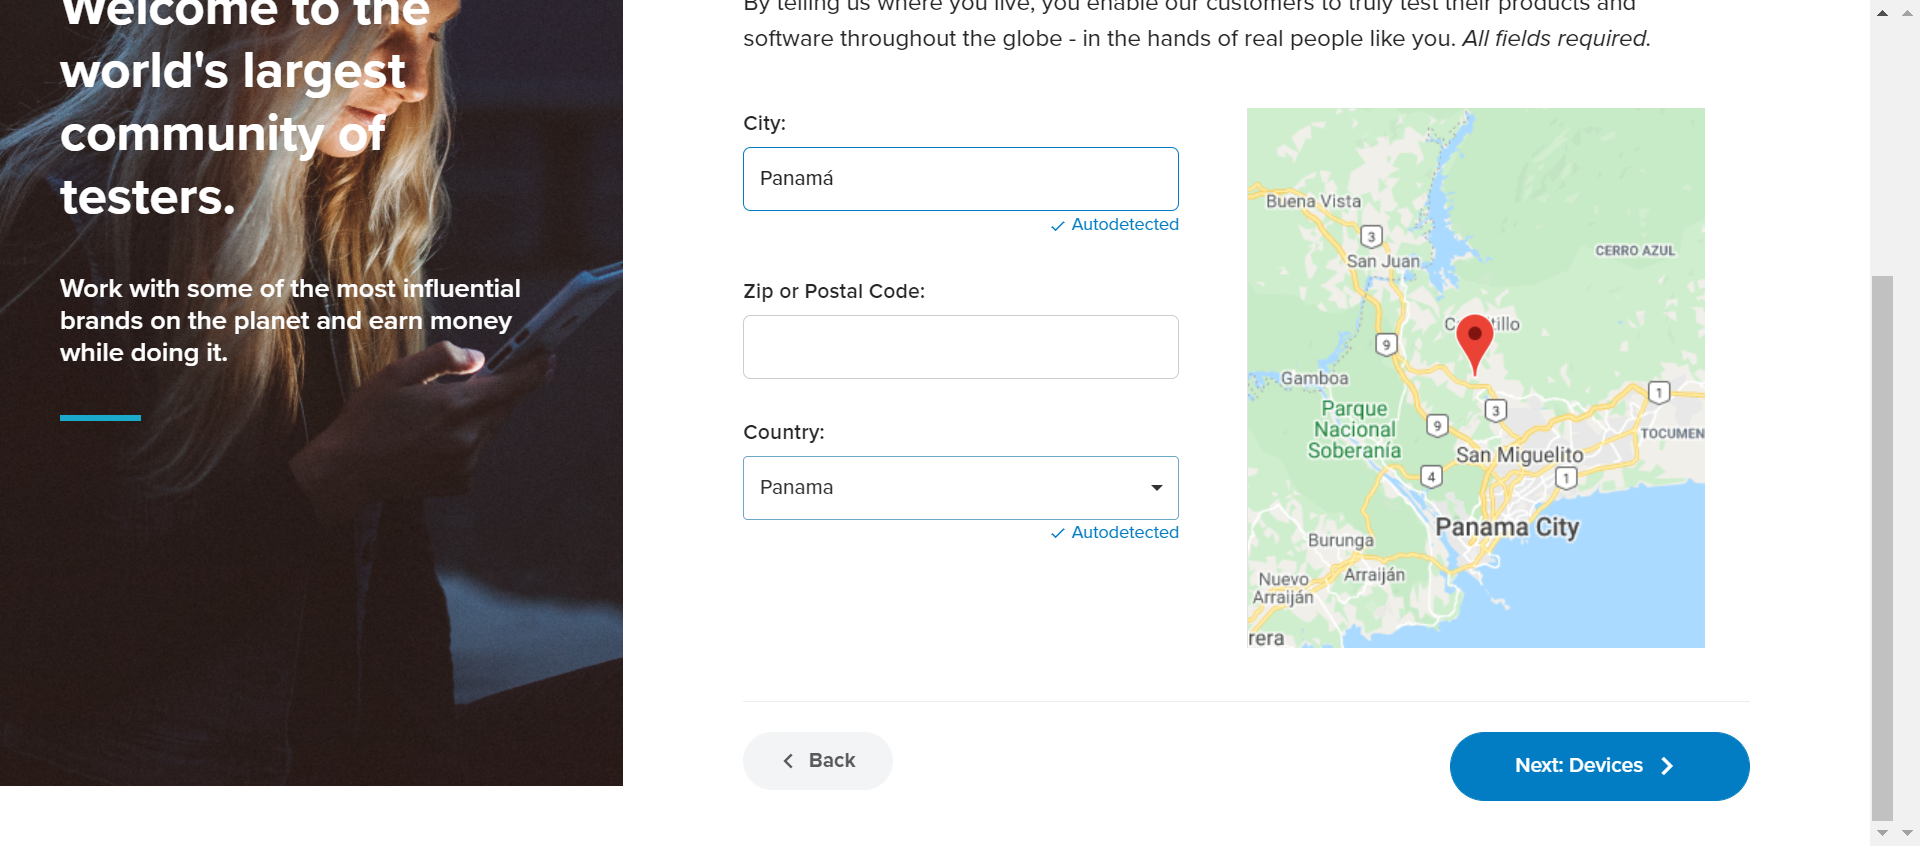 Welcome to the
world's largest
community of
testers.
Work with some of the most influential
brands on the planet and earn money
while doing it.
By telling us where you live, you enable our customers to truly test their products and
software throughout the globe - in the hands of real people like you. All fields required.
City:
Panamá
Autodetected
Zip or Postal Code:
Country:
Panama
Autodetected
Buena Vista
3
San Juan
CERRO AZUL
9
Gamboa
1
3
Parque
Nacional
Soberanía
9
TOCUMEN
San Miguelito
4
1
Panama City
Burunga
Arraiján
Nuevo
Arraiján
rera
Back
Next: Devices